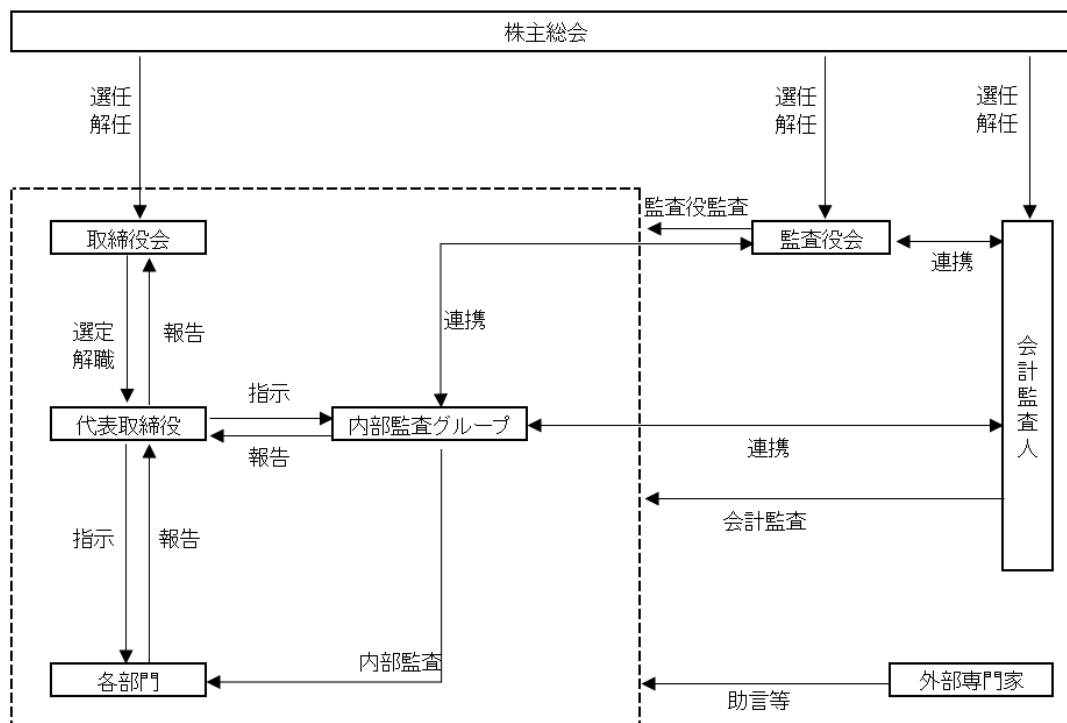 株主総会
選任
解任
選任
解任
選任
解任
監査役監査
取締役会
監査役会
連携
連携
選定
解職
報告
会計監査人
指示
代表取締役
内部監査グループ
報告
連携
会計監査
指示
報告
内部監査
各部門
外部専門家
助言等